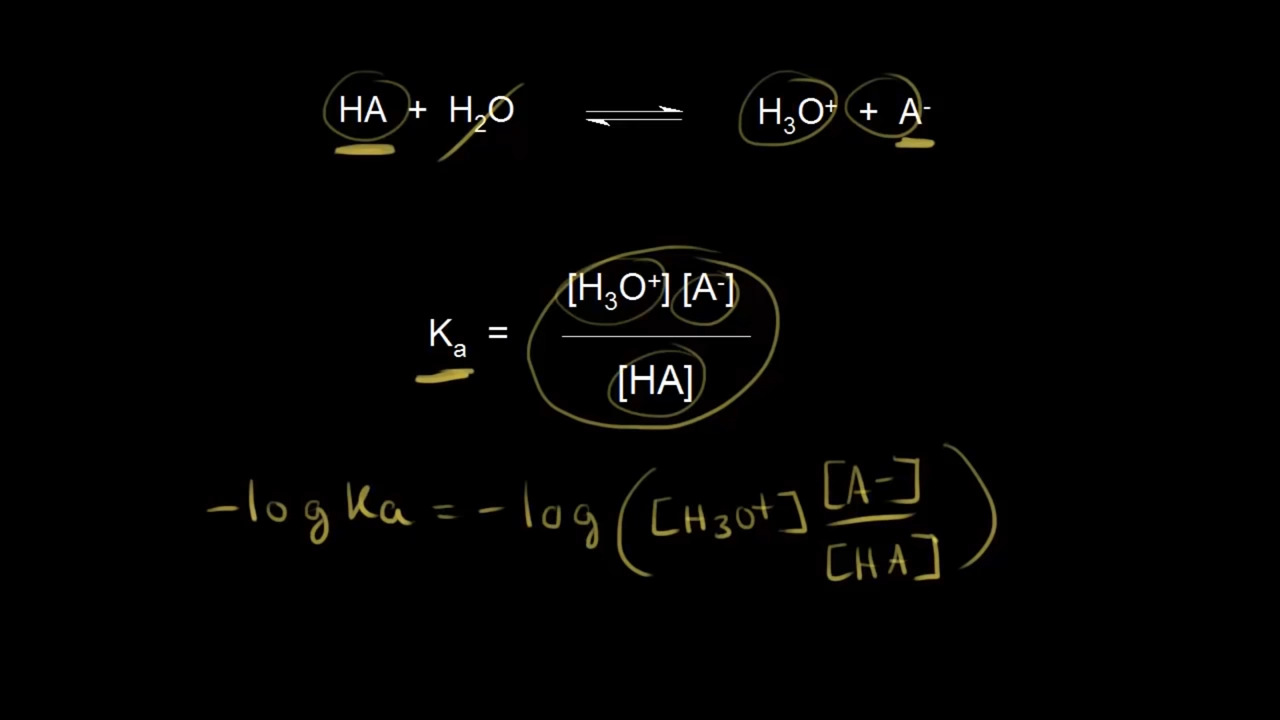 HA + H₂O ⇌ H₃O⁺ + A⁻
[H₃O⁺] [A⁻]
Kₐ =
[HA]
-log Ka = -log ([H₃O⁺] [A⁻] / [HA])